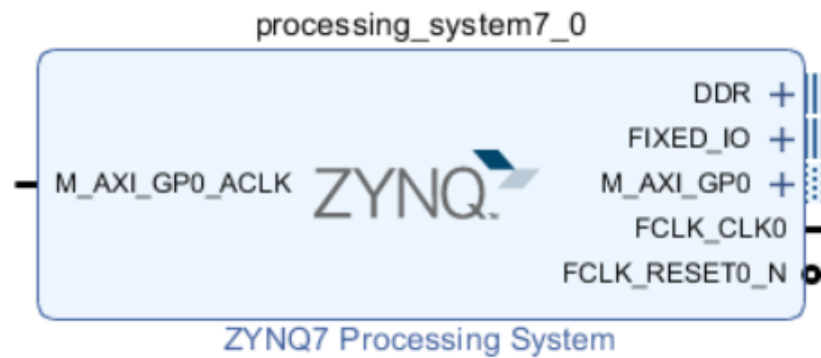 processing_system7_0
DDR
FIXED_IO
M_AXI_GP0_ACLK
ZYNQ
M_AXI_GP0
FCLK_CLK0
FCLK_RESET0_N
ZYNQ7 Processing System